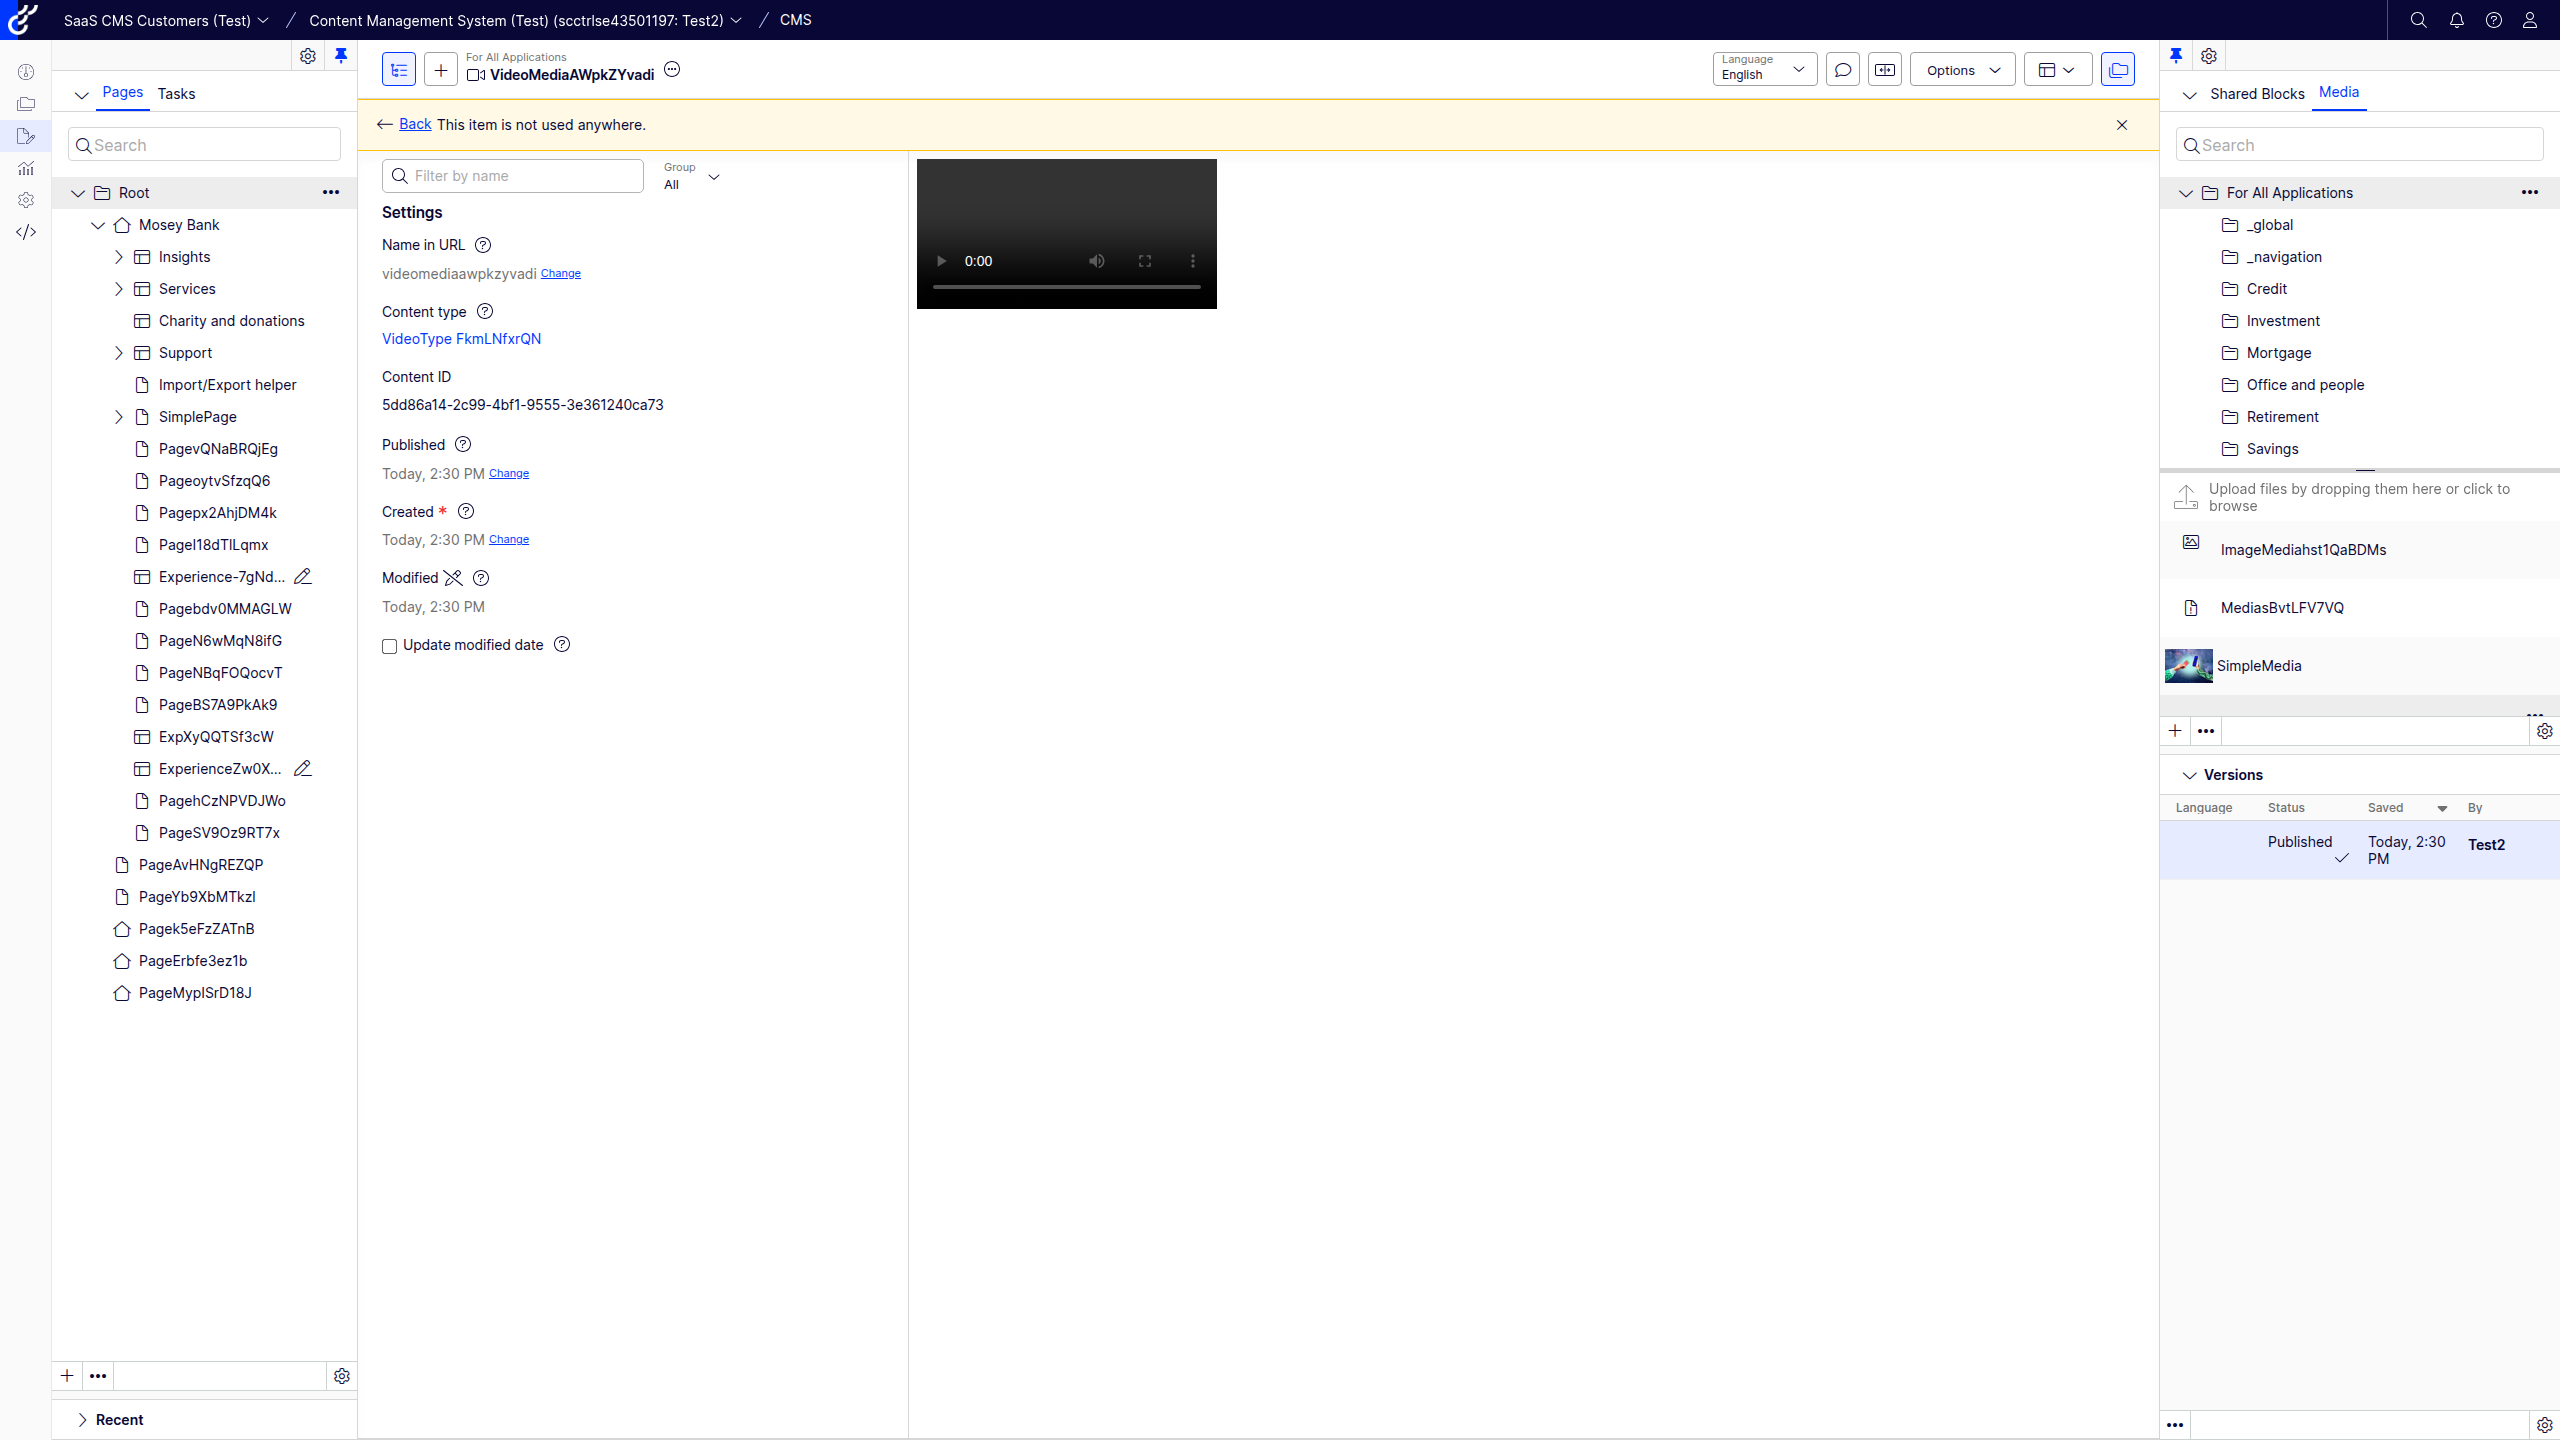 SaaS CMS Customers (Test)
Content Management System (Test) (scctrlse43501197: Test2)
CMS
Pages
Tasks
Search
Root
Mosey Bank
Insights
Services
Charity and donations
Support
Import/Export helper
SimplePage
PagevQNaBRQjEg
PageoytvSfzqQ6
Pagepx2AhjDM4k
PageI18dTlLqmx
Experience-7gNd...
Pagebdv0MMAGLW
PageN6wMqN8ifG
PageNBqFOQocvT
PageBS7A9PkAk9
ExpXyQQTSf3cW
ExperienceZw0X...
PagehCzNPVDJWo
PageSV9Oz9RT7x
PageAvHNgREZQP
PageYb9XbMTkzI
Pagek5eFzZATnB
PageErbfe3ez1b
PageMypISrD18J
Recent
For All Applications
VideoMediaAWpkZYvadi
Language
English
Options
Back This item is not used anywhere.
Filter by name
Group
All
Settings
Name in URL
videomediaawpkzyvadi Change
Content type
VideoType FkmLNfxrQN
Content ID
5dd86a14-2c99-4bf1-9555-3e361240ca73
Published
Today, 2:30 PM Change
Created *
Today, 2:30 PM Change
Modified
Today, 2:30 PM
Update modified date
0:00
Shared Blocks
Media
Search
For All Applications
_global
_navigation
Credit
Investment
Mortgage
Office and people
Retirement
Savings
Upload files by dropping them here or click to
browse
ImageMediahst1QaBDMs
MediasBvtLFV7VQ
SimpleMedia
Versions
Language Status Saved By
Published Today, 2:30 Test2
PM